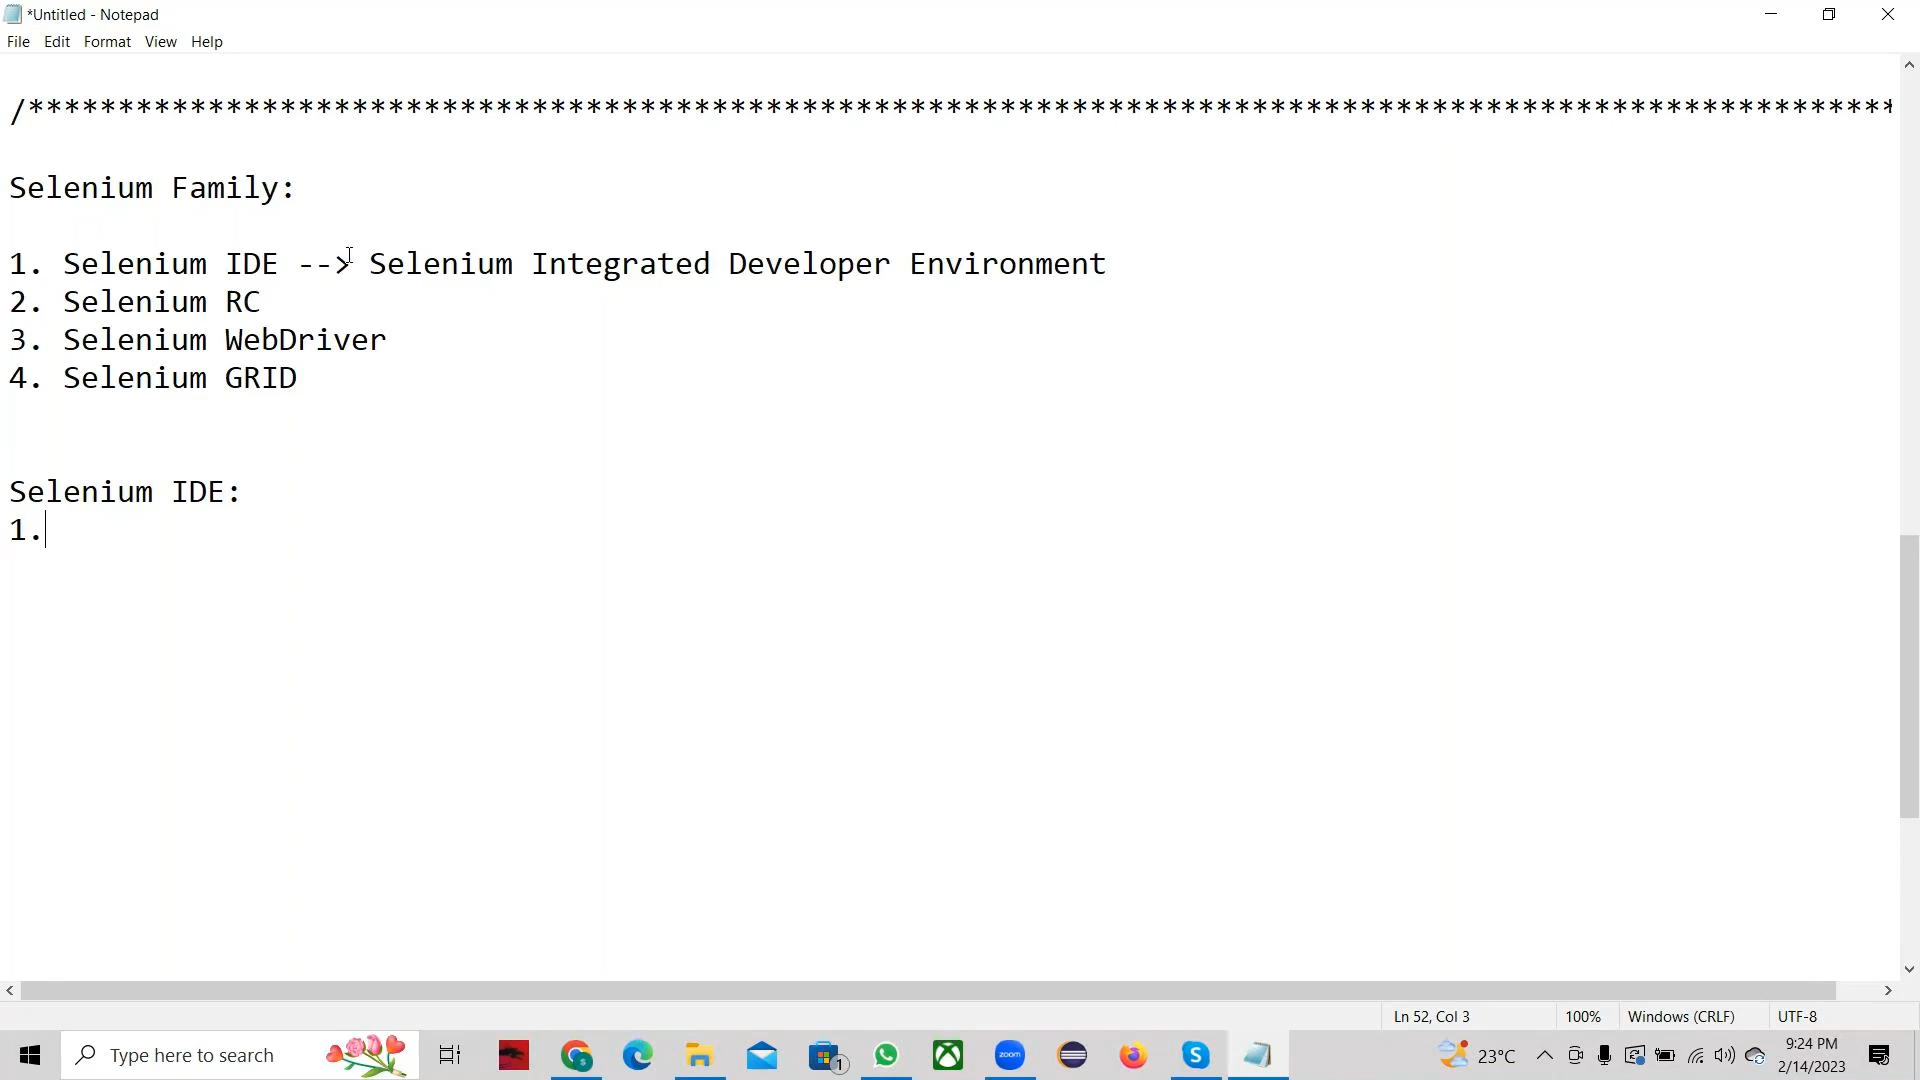 *Untitled - Notepad
File Edit Format View Help
/********************************************************************************************************
Selenium Family:
1. Selenium IDE --> Selenium Integrated Developer Environment
2. Selenium RC
3. Selenium WebDriver
4. Selenium GRID
Selenium IDE:
1.
Ln 52, Col 3 100% Windows (CRLF) UTF-8
Type here to search
1
zoom
S
23°C
9:24 PM
2/14/2023